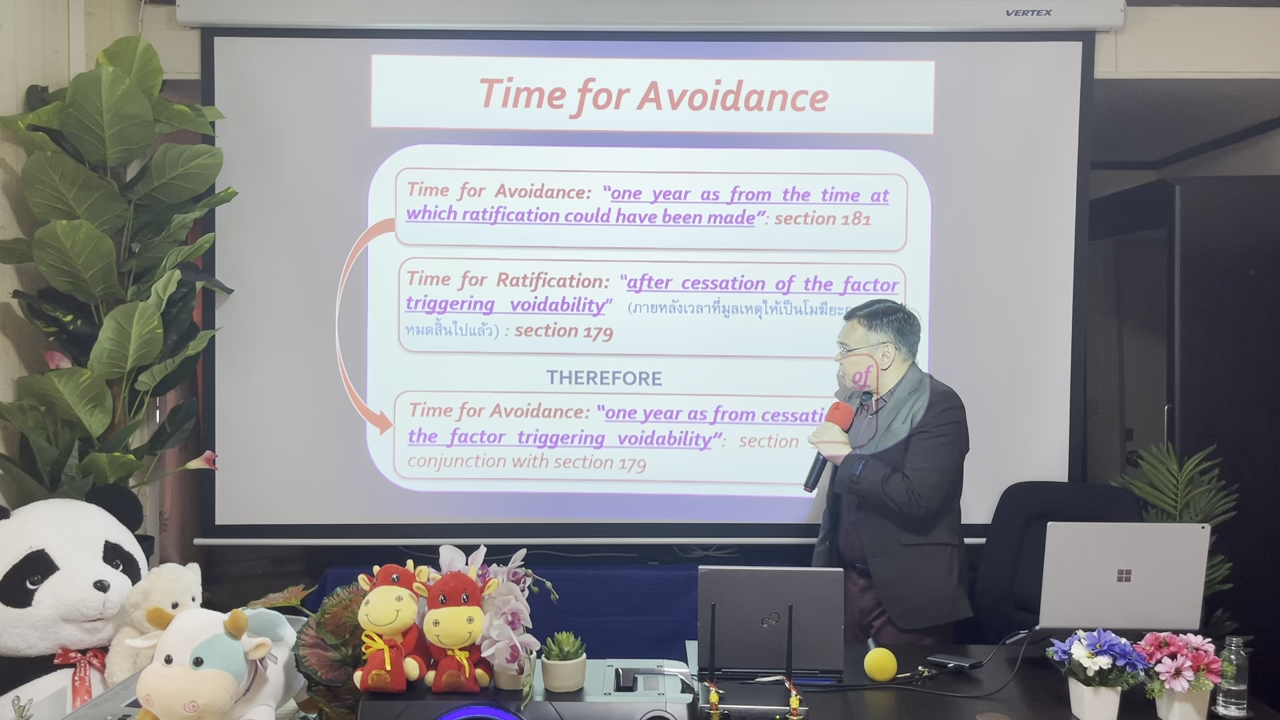 VERTEX
Time for Avoidance
Time for Avoidance: "one year as from the time at
which ratification could have been made": section 181
Time for Ratification: "after cessation of the factor
triggering voidability" (ภายหลังเวลาที่มูลเหตุให้เป็นโมฆียะ
หมดสิ้นไปแล้ว) : section 179
THEREFORE
Time for Avoidance: "one year as from of
the factor triggering voidability": section
conjunction with section 179